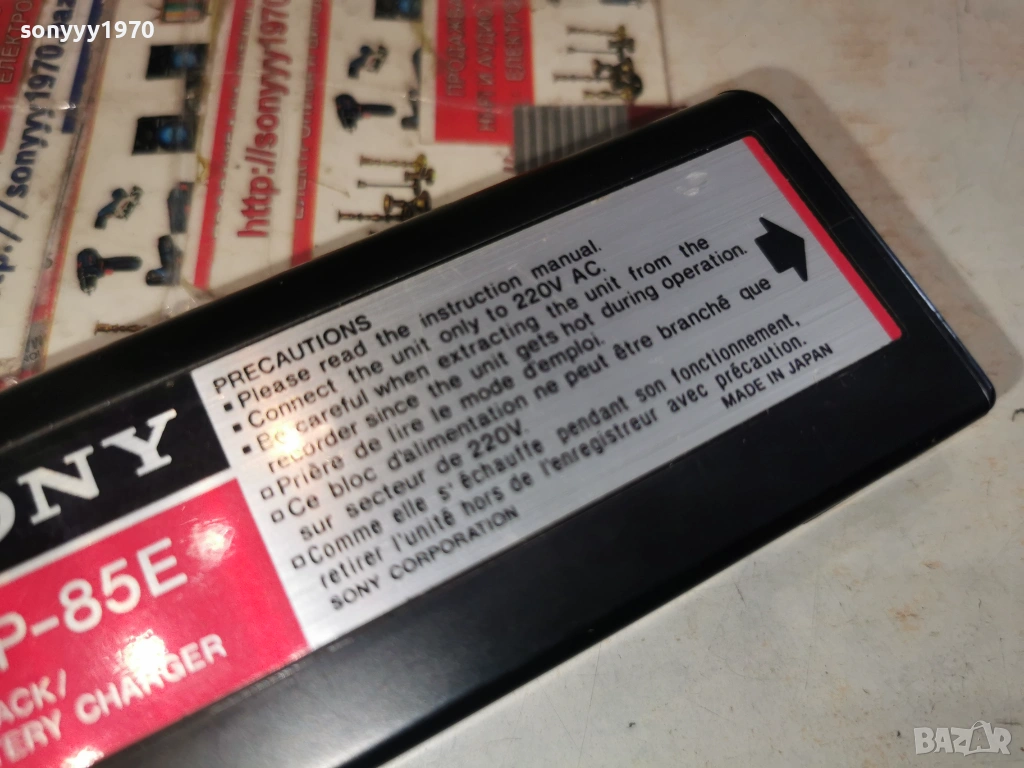 sonyyy1970
http://sonyyy1970
PRECAUTIONS
▪Please read the instruction manual.
▪Connect the unit only to 220V AC.
▪Be careful when extracting the unit from the
recorder since the unit gets hot during operation.
▫Prière de lire le mode d'emploi.
▫Ce bloc d'alimentation ne peut être branché que
sur secteur de 220V.
▫Comme elle s'échauffe pendant son fonctionnement,
retirer l'unité hors de l'enregistreur avec précaution.
SONY CORPORATION
MADE IN JAPAN
ONY
P-85E
ACK/
TERY CHARGER
BAZAR